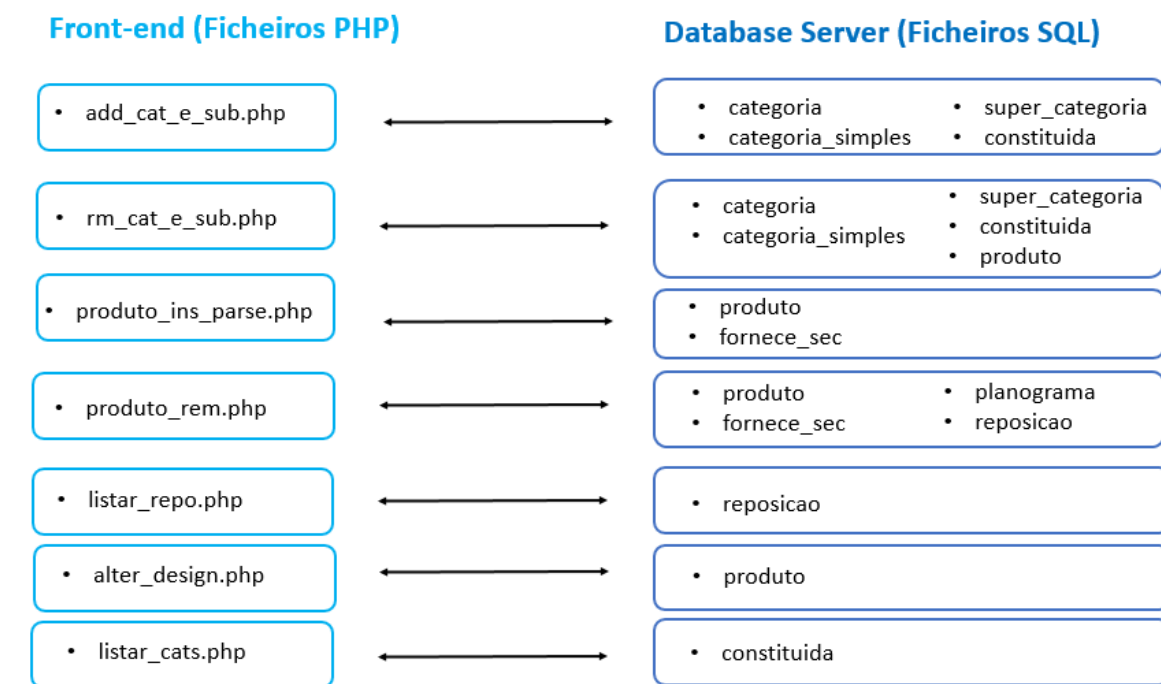 Front-end (Ficheiros PHP)
Database Server (Ficheiros SQL)
• add_cat_e_sub.php
• categoria
• categoria_simples
• super_categoria
• constituida
• rm_cat_e_sub.php
• categoria
• categoria_simples
• super_categoria
• constituida
• produto
• produto_ins_parse.php
• produto
• fornece_sec
• produto_rem.php
• produto
• fornece_sec
• planograma
• reposicao
• listar_repo.php
• reposicao
• alter_design.php
• produto
• listar_cats.php
• constituida